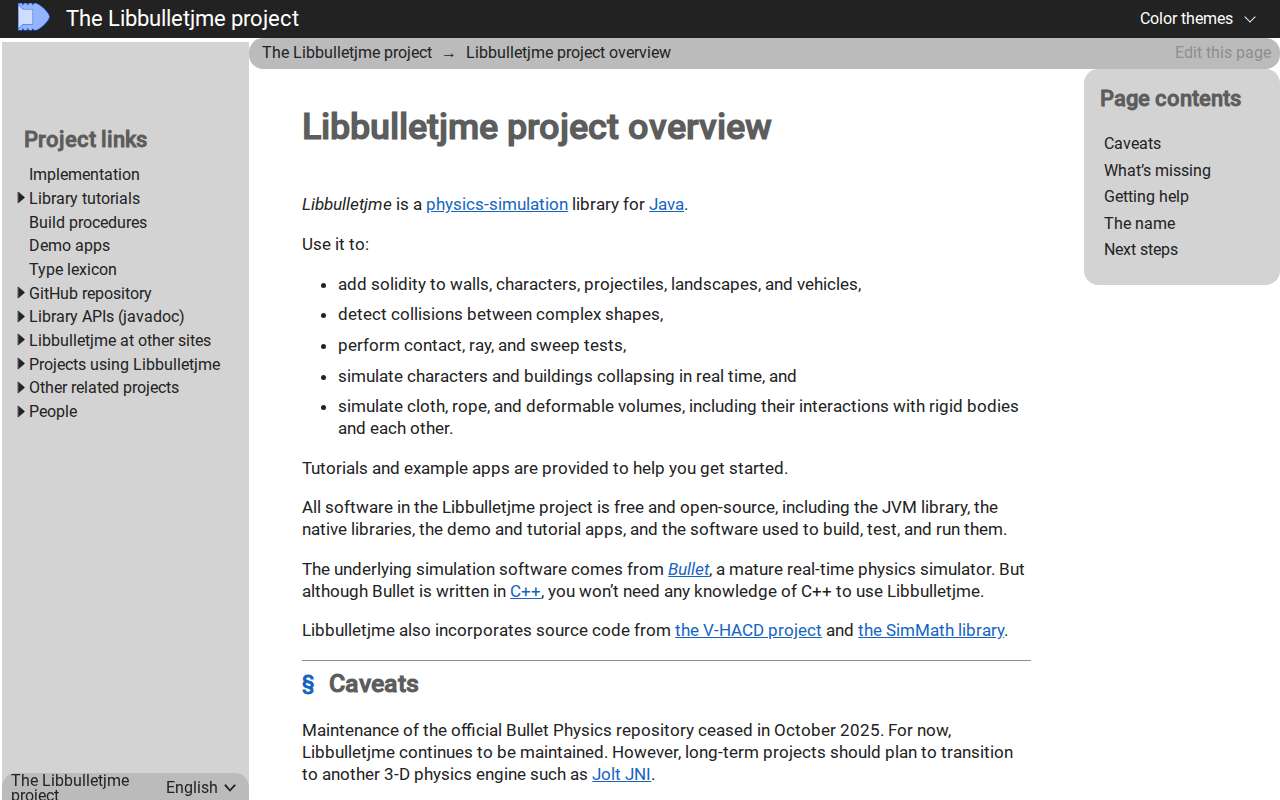 The Libbulletjme project
Color themes
The Libbulletjme project → Libbulletjme project overview
Edit this page
Project links
Implementation
Library tutorials
Build procedures
Demo apps
Type lexicon
GitHub repository
Library APIs (javadoc)
Libbulletjme at other sites
Projects using Libbulletjme
Other related projects
People
The Libbulletjme
project
English
Libbulletjme project overview
Libbulletjme is a physics-simulation library for Java.
Use it to:
• add solidity to walls, characters, projectiles, landscapes, and vehicles,
• detect collisions between complex shapes,
• perform contact, ray, and sweep tests,
• simulate characters and buildings collapsing in real time, and
• simulate cloth, rope, and deformable volumes, including their interactions with rigid bodies
and each other.
Tutorials and example apps are provided to help you get started.
All software in the Libbulletjme project is free and open-source, including the JVM library, the
native libraries, the demo and tutorial apps, and the software used to build, test, and run them.
The underlying simulation software comes from Bullet, a mature real-time physics simulator. But
although Bullet is written in C++, you won’t need any knowledge of C++ to use Libbulletjme.
Libbulletjme also incorporates source code from the V-HACD project and the SimMath library.
§ Caveats
Maintenance of the official Bullet Physics repository ceased in October 2025. For now,
Libbulletjme continues to be maintained. However, long-term projects should plan to transition
to another 3-D physics engine such as Jolt JNI.
Page contents
Caveats
What’s missing
Getting help
The name
Next steps